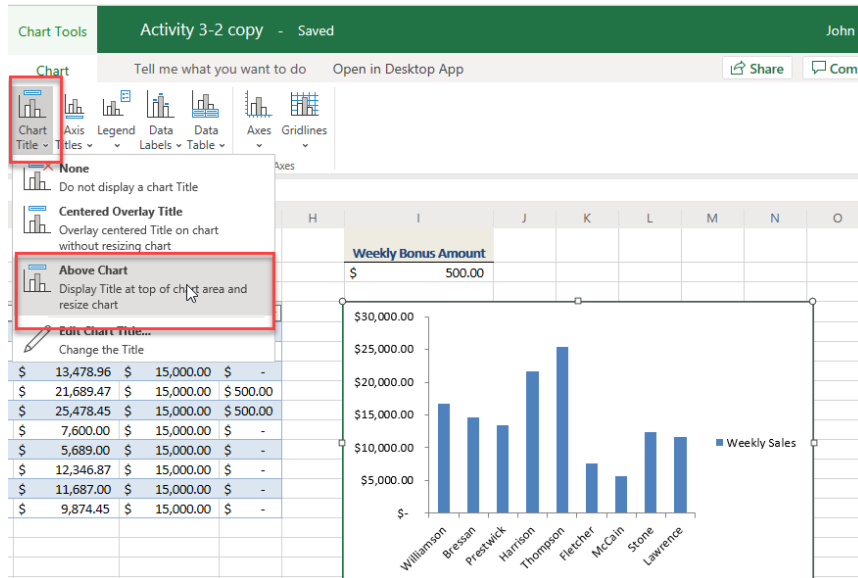 Chart Tools
Activity 3-2 copy - Saved
John
Chart
Tell me what you want to do
Open in Desktop App
Share
Com
Chart Title
Axis Titles
Legend
Data Labels
Data Table
Axes
Gridlines
Axes
None
Do not display a chart Title
Centered Overlay Title
Overlay centered Title on chart
without resizing chart
Above Chart
Display Title at top of chart area and
resize chart
Edit Chart Title...
Change the Title
H I J K L M N O
Weekly Bonus Amount
$ 500.00
$ 13,478.96 $ 15,000.00 $ -
$ 21,689.47 $ 15,000.00 $ 500.00
$ 25,478.45 $ 15,000.00 $ 500.00
$ 7,600.00 $ 15,000.00 $ -
$ 5,689.00 $ 15,000.00 $ -
$ 12,346.87 $ 15,000.00 $ -
$ 11,687.00 $ 15,000.00 $ -
$ 9,874.45 $ 15,000.00 $ -
$30,000.00
$25,000.00
$20,000.00
$15,000.00
$10,000.00
$5,000.00
$-
Weekly Sales
Williamson
Bressan
Prestwick
Harrison
Thompson
Fletcher
McCain
Stone
Lawrence